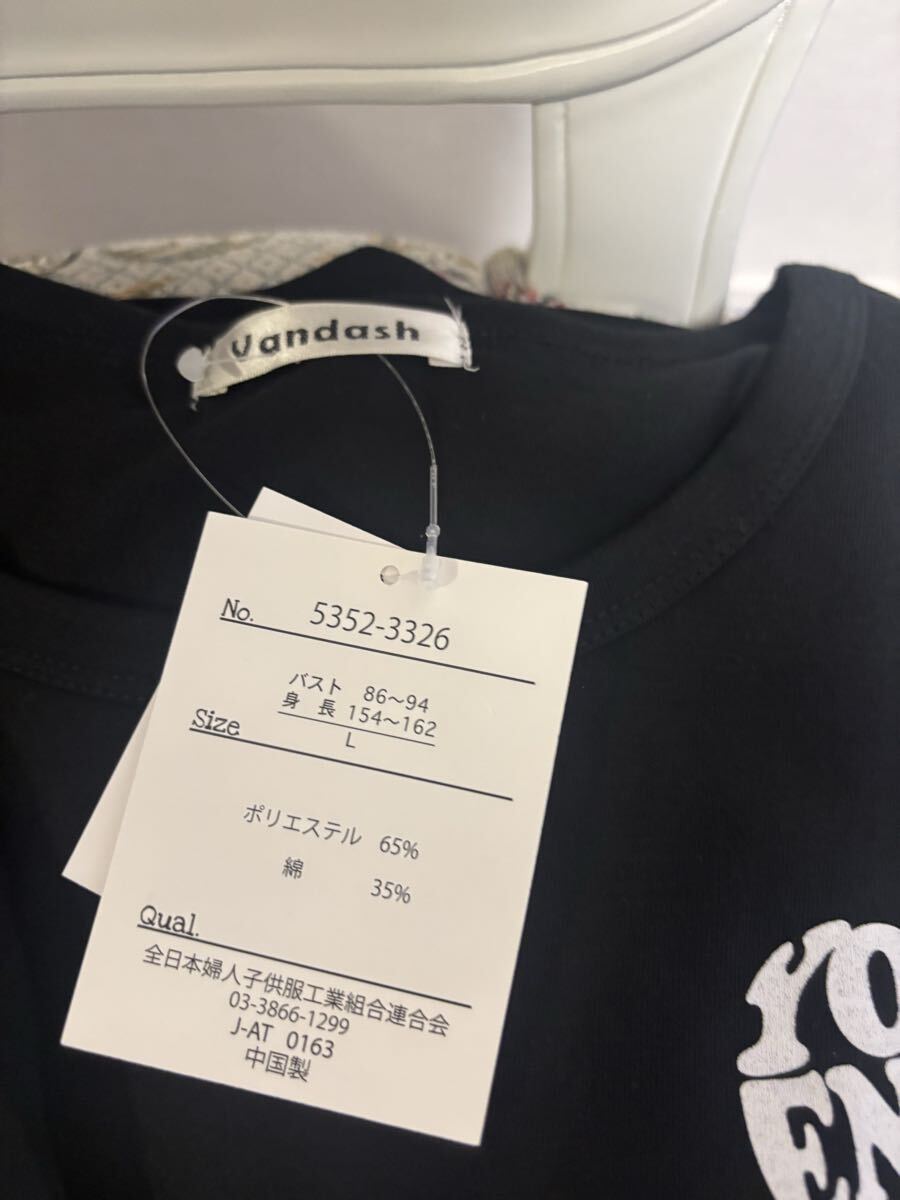 Vandash
No. 5352-3326
バスト 86〜94
身長 154〜162
L
Size
ポリエステル 65%
綿 35%
Qual.
全日本婦人子供服工業組合連合会
03-3866-1299
J-AT 0163
中国製
YO
EN